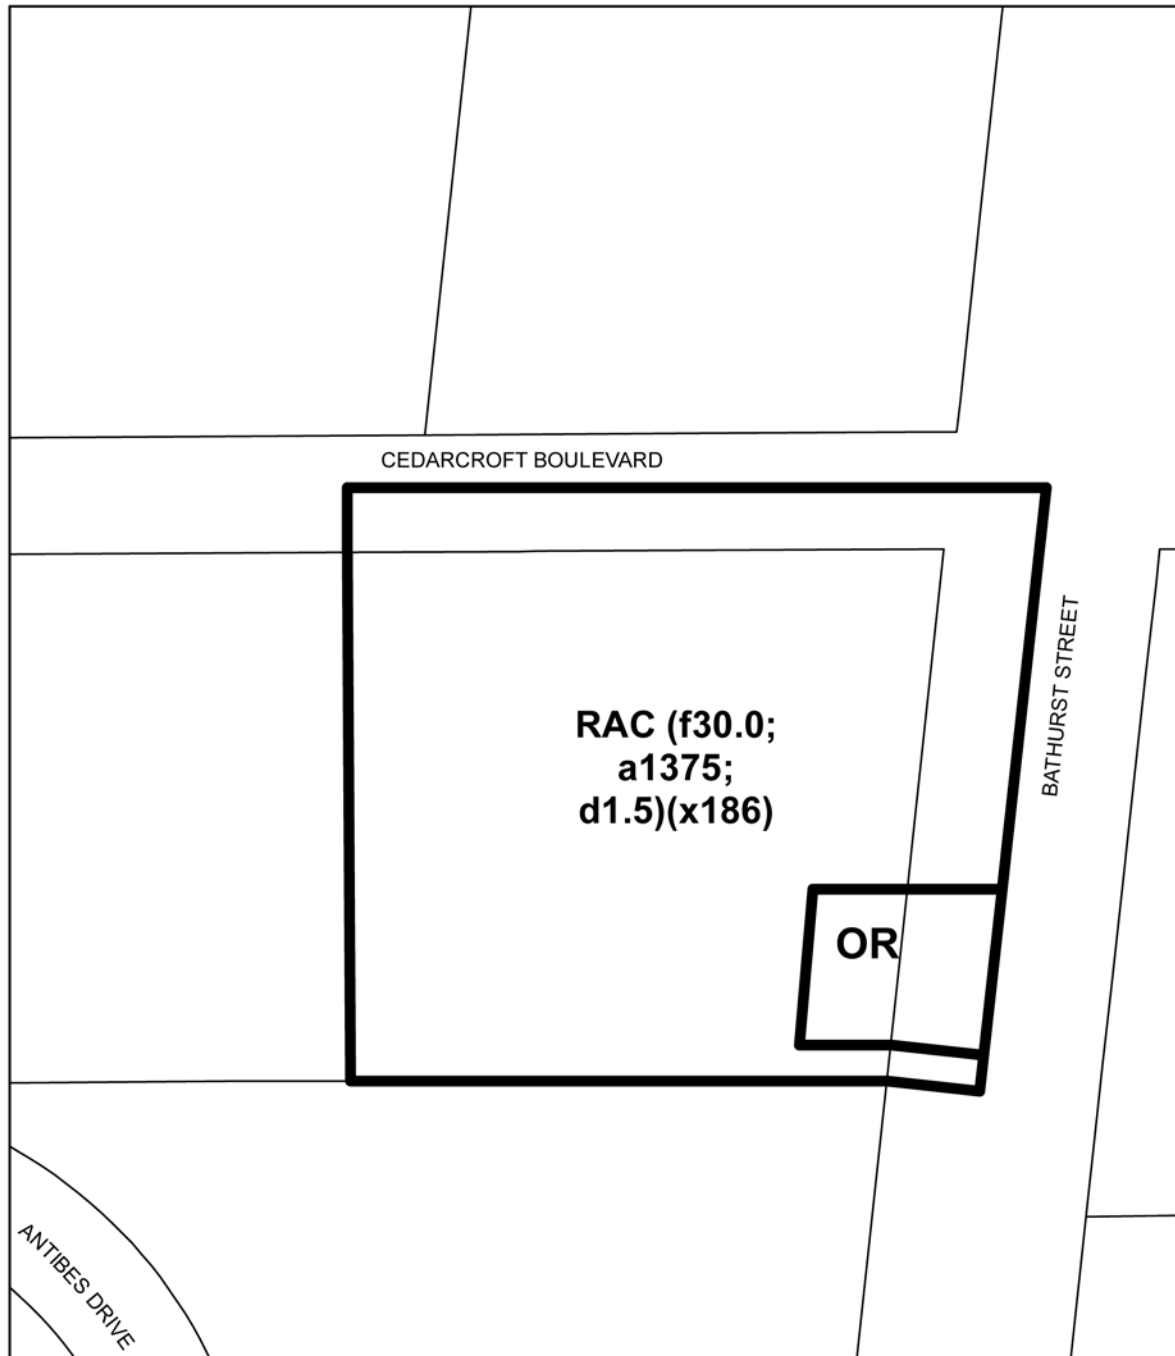 CEDARCROFT BOULEVARD
BATHURST STREET
RAC (f30.0;
a1375;
d1.5)(x186)
OR
ANTIBES DRIVE